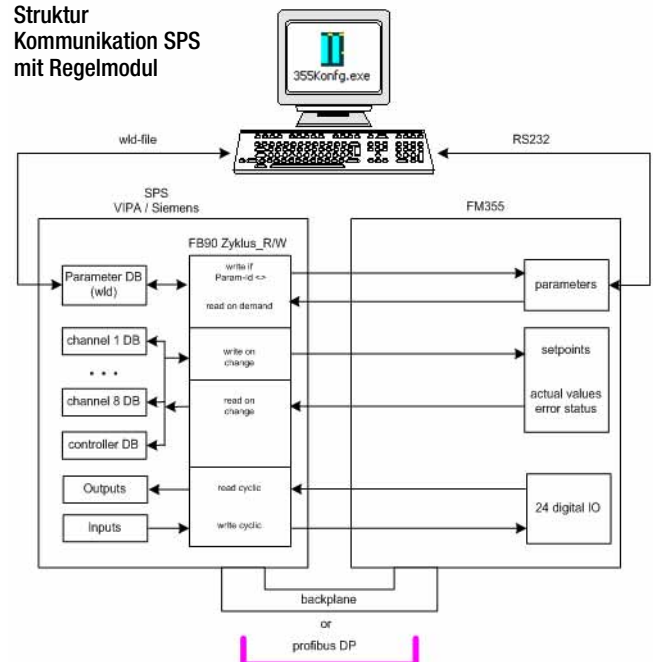 Struktur
Kommunikation SPS
mit Regelmodul
355Konfg.exe
wld-file
RS232
SPS
VIPA / Siemens
FM355
FB90 Zyklus_R/W
Parameter DB
(wld)
write if
Param-Id <>
read on demand
parameters
channel 1 DB
. . .
channel 8 DB
controller DB
write on
change
read on
change
setpoints
actual values
error status
Outputs
Inputs
read cyclic
write cyclic
24 digital IO
backplane
or
profibus DP